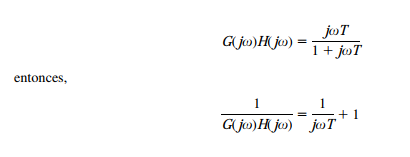 G(jω)H(jω) = jωT / 1 + jωT
entonces,
1 / G(jω)H(jω) = 1 / jωT + 1